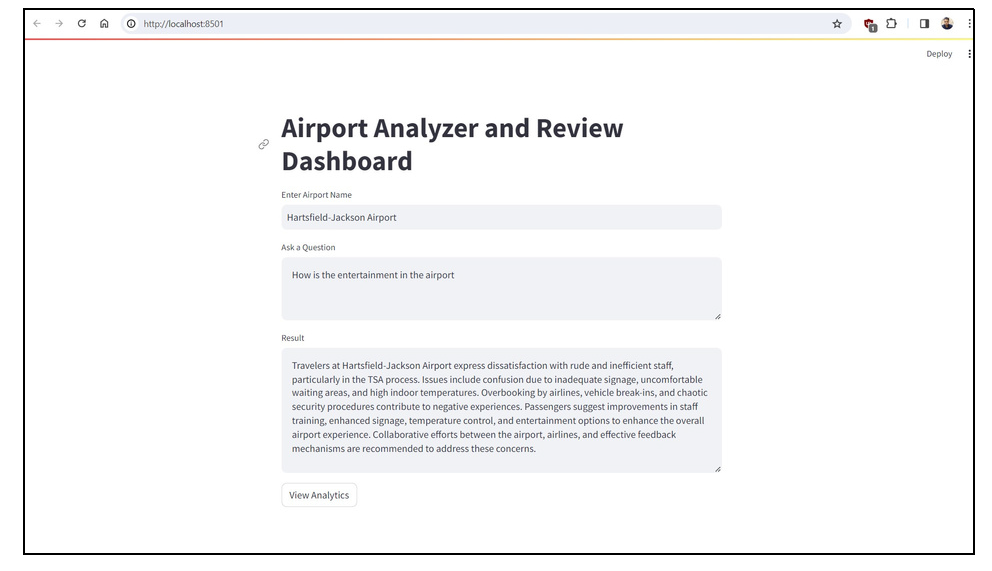 http://localhost:8501
1
Deploy
Airport Analyzer and Review
Dashboard
Enter Airport Name
Hartsfield-Jackson Airport
Ask a Question
How is the entertainment in the airport
Result
Travelers at Hartsfield-Jackson Airport express dissatisfaction with rude and inefficient staff,
particularly in the TSA process. Issues include confusion due to inadequate signage, uncomfortable
waiting areas, and high indoor temperatures. Overbooking by airlines, vehicle break-ins, and chaotic
security procedures contribute to negative experiences. Passengers suggest improvements in staff
training, enhanced signage, temperature control, and entertainment options to enhance the overall
airport experience. Collaborative efforts between the airport, airlines, and effective feedback
mechanisms are recommended to address these concerns.
View Analytics